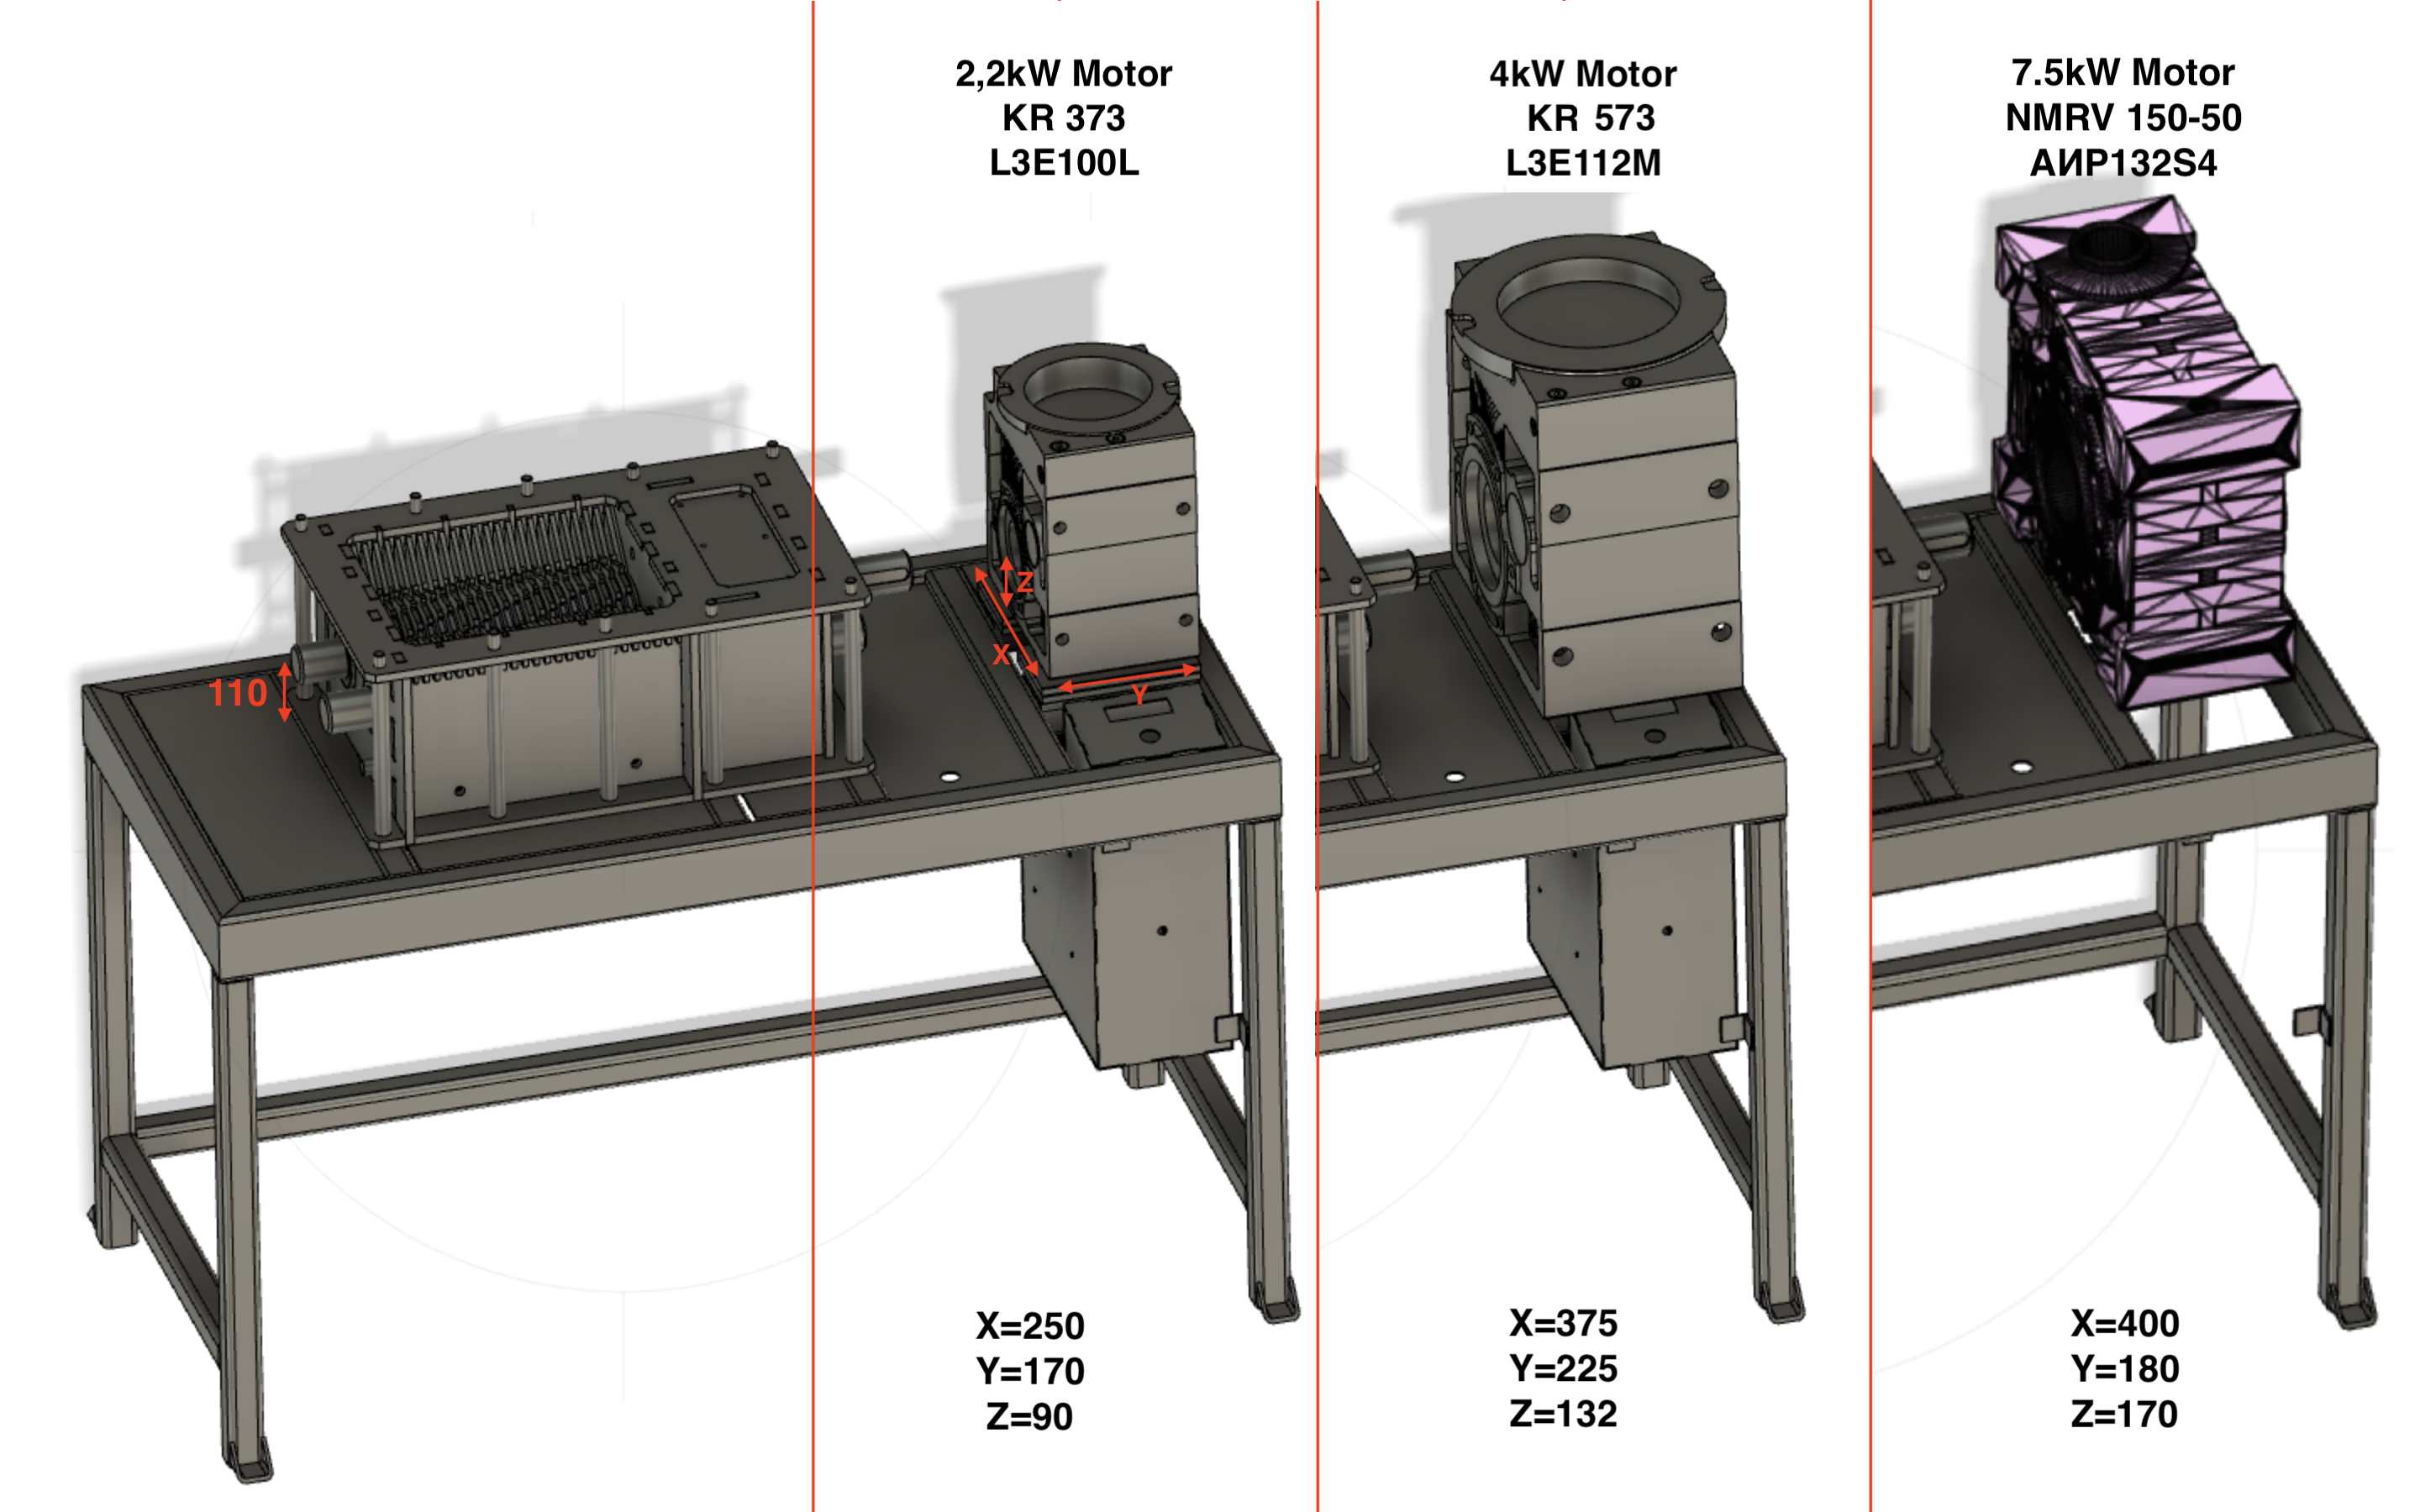 2,2kW Motor
KR 373
L3E100L
4kW Motor
KR 573
L3E112M
7.5kW Motor
NMRV 150-50
АИР132S4
110
Z
X
Y
X=250
Y=170
Z=90
X=375
Y=225
Z=132
X=400
Y=180
Z=170